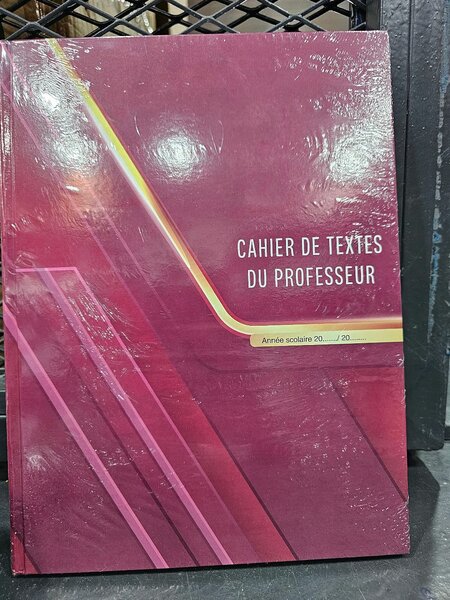 CAHIER DE TEXTES
DU PROFESSEUR
Année scolaire 20......./ 20........